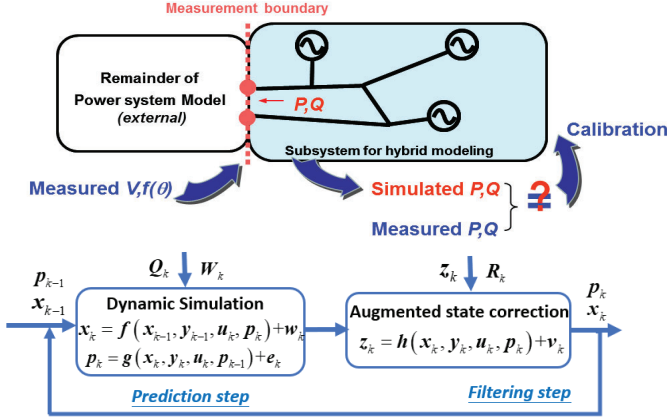 Measurement boundary
Remainder of
Power system Model
(external)
P,Q
Subsystem for hybrid modeling
Calibration
Measured V,f(θ)
Simulated P,Q
?
=
Measured P,Q
Q_k W_k
z_k R_k
p_{k-1}
x_{k-1}
Dynamic Simulation
x_k = f(x_{k-1}, y_{k-1}, u_k, p_k)+w_k
p_k = g(x_k, y_k, u_k, p_{k-1})+e_k
Augmented state correction
z_k = h(x_k, y_k, u_k, p_k)+v_k
p_k
x_k
Prediction step
Filtering step